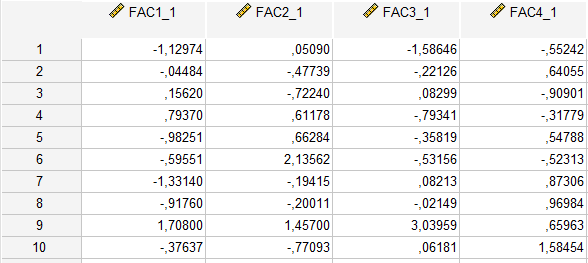 FAC1_1 FAC2_1 FAC3_1 FAC4_1
1 -1,12974 ,05090 -1,58646 -,55242
2 -,04484 -,47739 -,22126 ,64055
3 ,15620 -,72240 ,08299 -,90901
4 ,79370 ,61178 -,79341 -,31779
5 -,98251 ,66284 -,35819 ,54788
6 -,59551 2,13562 -,53156 -,52313
7 -1,33140 -,19415 ,08213 ,87306
8 -,91760 -,20011 -,02149 ,96984
9 1,70800 1,45700 3,03959 ,65963
10 -,37637 -,77093 ,06181 1,58454